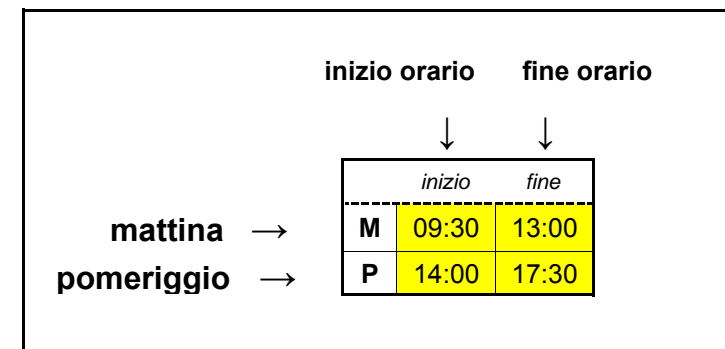 inizio orario fine orario
↓ ↓
inizio fine
mattina → M 09:30 13:00
pomeriggio → P 14:00 17:30